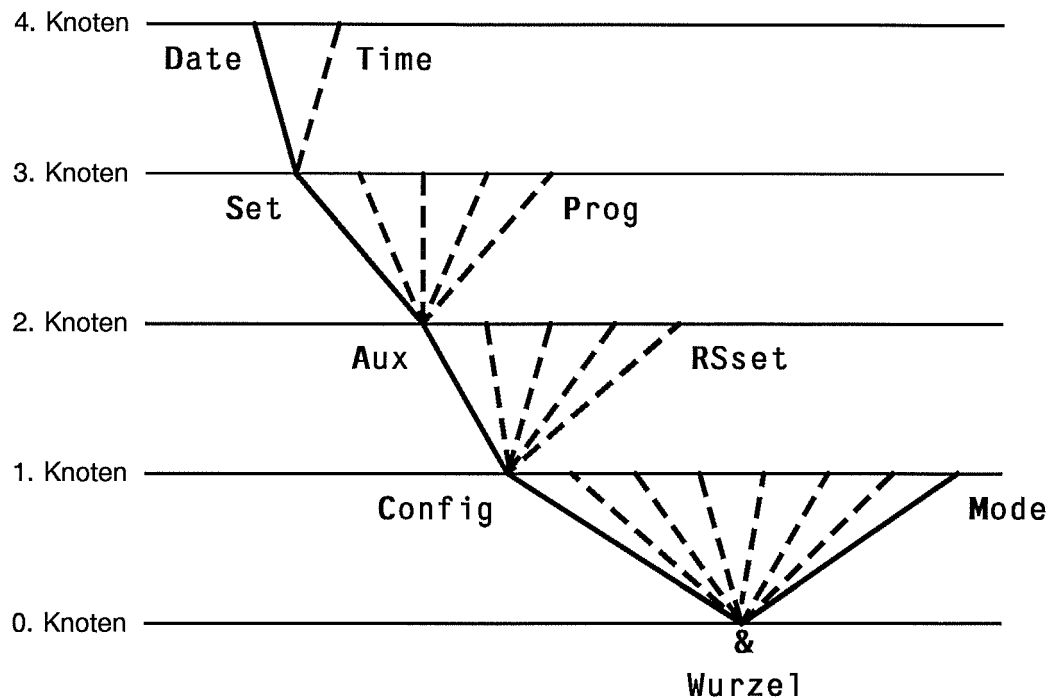 4. Knoten
Date Time
3. Knoten
Set Prog
2. Knoten
Aux RSset
1. Knoten
Config Mode
0. Knoten
&
Wurzel